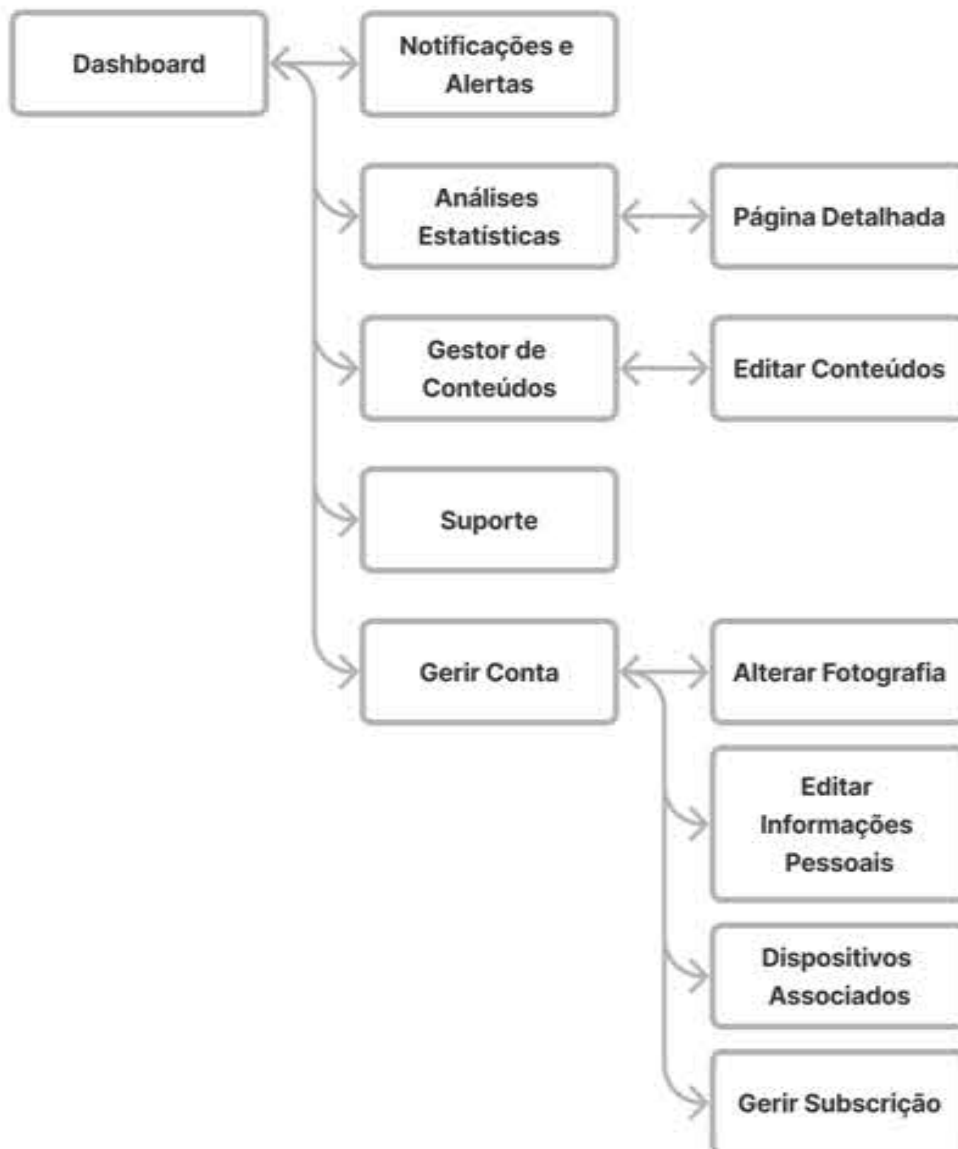 Dashboard
Notificações e
Alertas
Análises
Estatísticas
Página Detalhada
Gestor de
Conteúdos
Editar Conteúdos
Suporte
Gerir Conta
Alterar Fotografia
Editar
Informações
Pessoais
Dispositivos
Associados
Gerir Subscrição